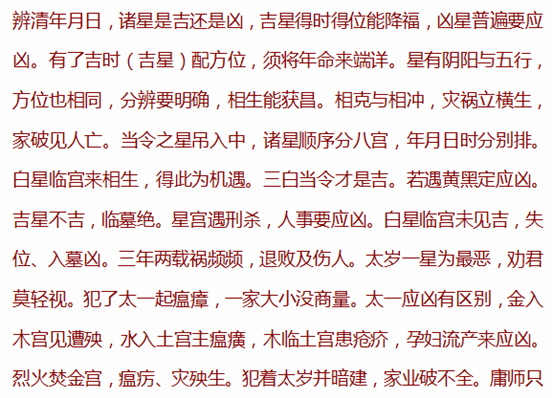 辨清年月日，诸星是吉还是凶，吉星得时得位能降福，凶星普遍要应
凶。有了吉时（吉星）配方位，须将年命来端详。星有阴阳与五行，
方位也相同，分辨要明确，相生能获昌。相克与相冲，灾祸立横生，
家破见人亡。当令之星吊入中，诸星顺序分八宫，年月日时分别排。
白星临宫来相生，得此为机遇。三白当令才是吉。若遇黄黑定应凶。
吉星不吉，临墓绝。星宫遇刑杀，人事要应凶。白星临宫未见吉，失
位、入墓凶。三年两载祸频频，退败及伤人。太岁一星为最恶，劝君
莫轻视。犯了太一起瘟瘴，一家大小没商量。太一应凶有区别，金入
木宫见遭殃，水入土宫主瘟癀，木临土宫患疮疥，孕妇流产来应凶。
烈火焚金宫，瘟疠、灾殃生。犯着太岁并暗建，家业破不全。庸师只